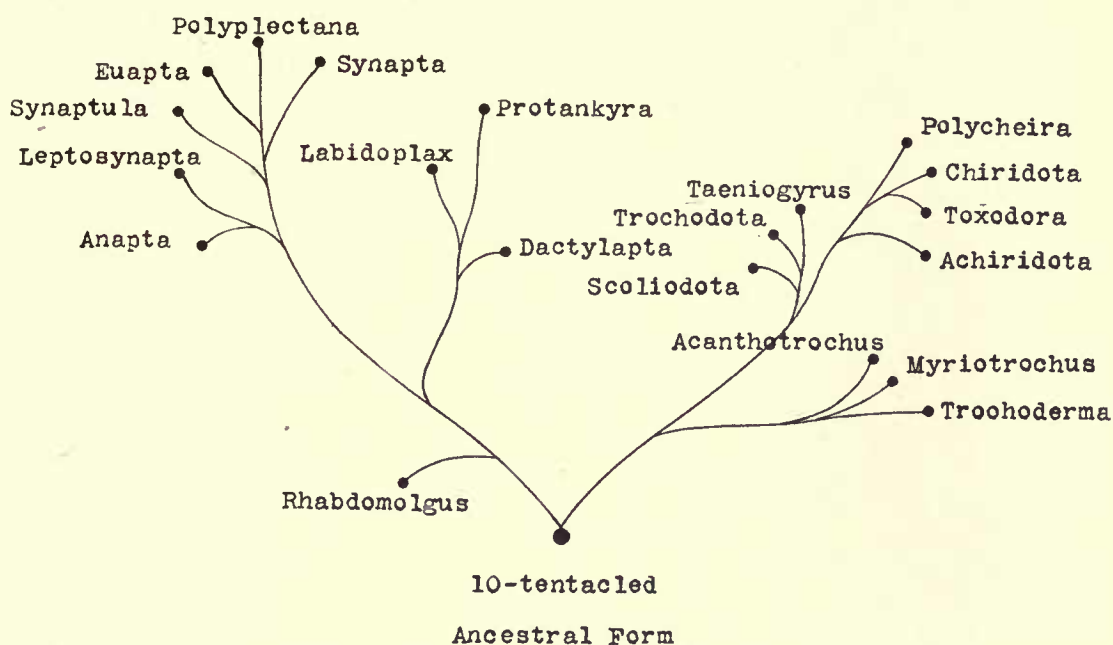 Polyplectana
Synapta
Euapta
Synaptula
Protankyra
Leptosynapta
Labidoplax
Polycheira
Chiridota
Taeniogyrus
Trochodota
Toxodora
Anapta
Dactylapta
Achiridota
Scoliodota
Acanthotrochus
Myriotrochus
Trochoderma
Rhabdomolgus
10-tentacled
Ancestral Form